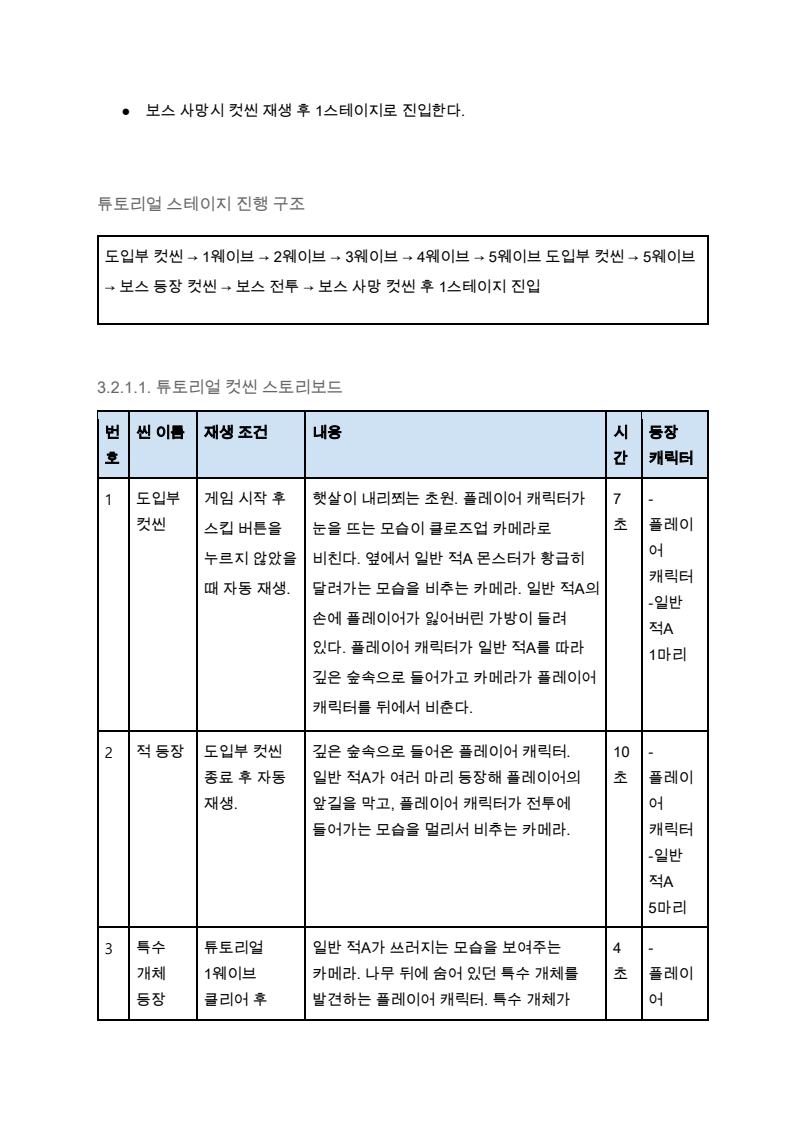 ● 보스 사망시 컷씬 재생 후 1스테이지로 진입한다.
튜토리얼 스테이지 진행 구조
도입부 컷씬 → 1웨이브 → 2웨이브 → 3웨이브 → 4웨이브 → 5웨이브 도입부 컷씬 → 5웨이브
→ 보스 등장 컷씬 → 보스 전투 → 보스 사망 컷씬 후 1스테이지 진입
3.2.1.1. 튜토리얼 컷씬 스토리보드
번
호
씬 이름
재생 조건
내용
시
간
등장
캐릭터
1
도입부
컷씬
게임 시작 후
스킵 버튼을
누르지 않았을
때 자동 재생.
햇살이 내리쬐는 초원. 플레이어 캐릭터가
눈을 뜨는 모습이 클로즈업 카메라로
비친다. 옆에서 일반 적A 몬스터가 황급히
달려가는 모습을 비추는 카메라. 일반 적A의
손에 플레이어가 잃어버린 가방이 들려
있다. 플레이어 캐릭터가 일반 적A를 따라
깊은 숲속으로 들어가고 카메라가 플레이어
캐릭터를 뒤에서 비춘다.
7
초
-
플레이
어
캐릭터
-일반
적A
1마리
2
적 등장
도입부 컷씬
종료 후 자동
재생.
깊은 숲속으로 들어온 플레이어 캐릭터.
일반 적A가 여러 마리 등장해 플레이어의
앞길을 막고, 플레이어 캐릭터가 전투에
들어가는 모습을 멀리서 비추는 카메라.
10
초
-
플레이
어
캐릭터
-일반
적A
5마리
3
특수
개체
등장
튜토리얼
1웨이브
클리어 후
일반 적A가 쓰러지는 모습을 보여주는
카메라. 나무 뒤에 숨어 있던 특수 개체를
발견하는 플레이어 캐릭터. 특수 개체가
4
초
-
플레이
어